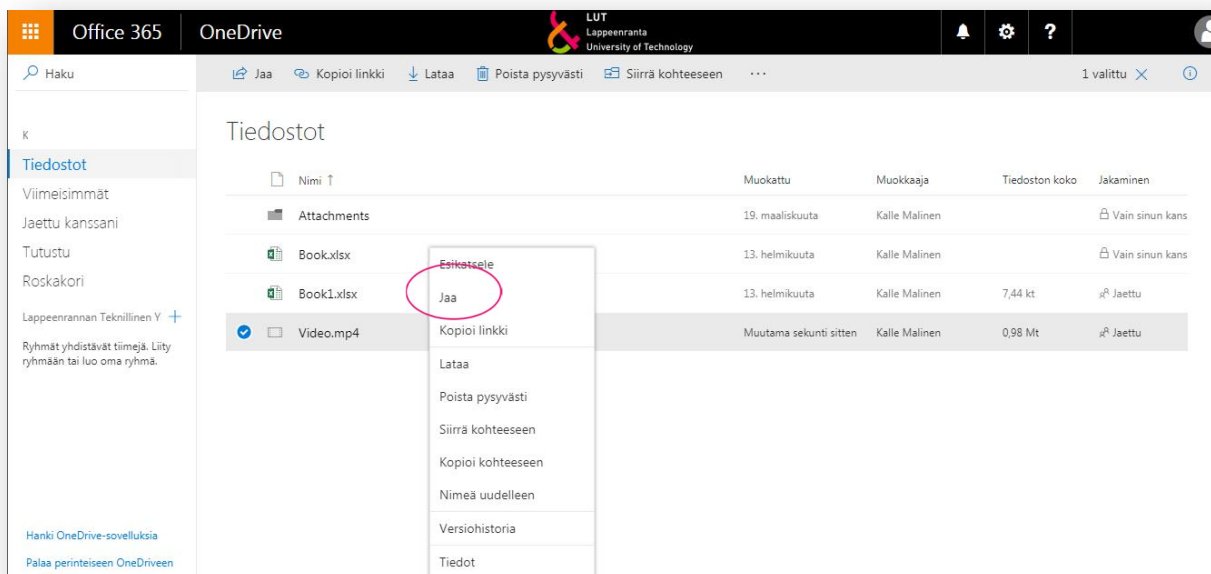 Office 365
OneDrive
LUT
Lappeenranta
University of Technology
?
Haku
Jaa
Kopioi linkki
Lataa
Poista pysyvästi
Siirrä kohteeseen
...
1 valittu
K
Tiedostot
Viimeisimmät
Jaettu kanssani
Tutustu
Roskakori
Lappeenrannan Teknillinen Y +
Ryhmät yhdistävät tiimejä. Liity
ryhmään tai luo oma ryhmä.
Hanki OneDrive-sovelluksia
Palaa perinteiseen OneDriveen
Tiedostot
Nimi ↑ Muokattu Muokkaaja Tiedoston koko Jakaminen
Attachments 19. maaliskuuta Kalle Malinen Vain sinun kans
Book.xlsx 13. helmikuuta Kalle Malinen Vain sinun kans
Book1.xlsx 13. helmikuuta Kalle Malinen 7,44 kt Jaettu
Video.mp4 Muutama sekunti sitten Kalle Malinen 0,98 Mt Jaettu
Esikatsele
Jaa
Kopioi linkki
Lataa
Poista pysyvästi
Siirrä kohteeseen
Kopioi kohteeseen
Nimeä uudelleen
Versiohistoria
Tiedot